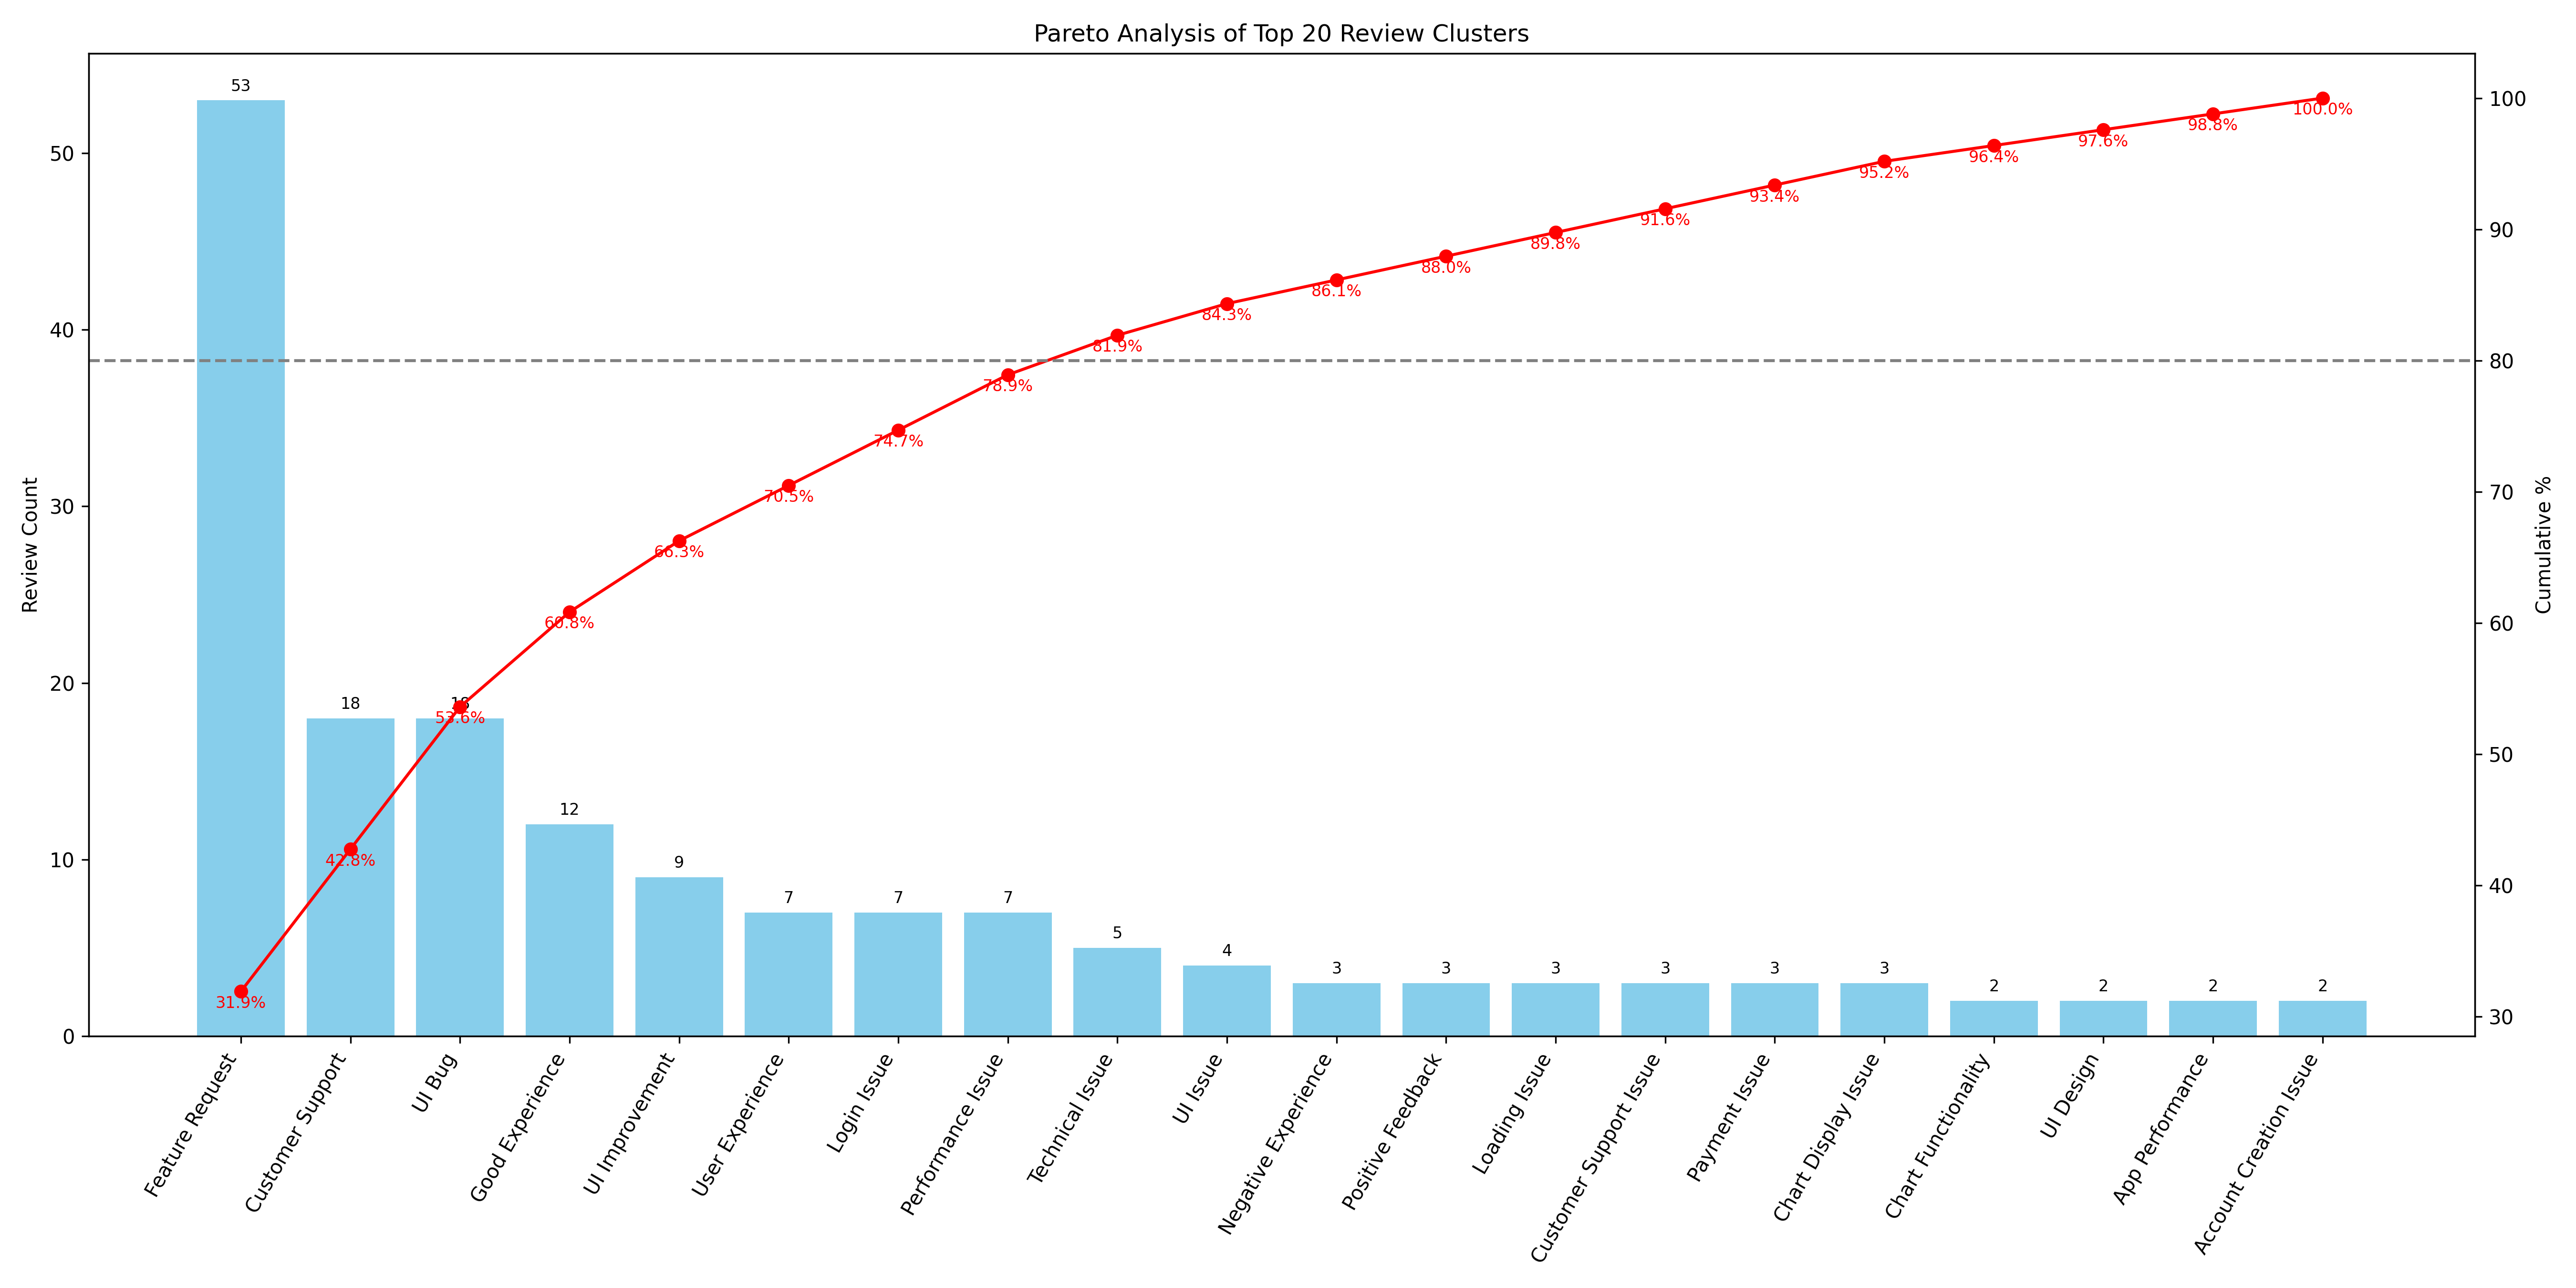 Pareto Analysis of Top 20 Review Clusters
Review Count
0
10
20
30
40
50
53
18
18
12
9
7
7
7
5
4
3
3
3
3
3
3
2
2
2
2
31.9%
42.8%
53.6%
60.8%
66.3%
70.5%
74.7%
78.9%
81.9%
84.3%
86.1%
88.0%
89.8%
91.6%
93.4%
95.2%
96.4%
97.6%
98.8%
100.0%
100
90
80
70
60
50
40
30
Cumulative %
Feature Request
Customer Support
UI Bug
Good Experience
UI Improvement
User Experience
Login Issue
Performance Issue
Technical Issue
UI Issue
Negative Experience
Positive Feedback
Loading Issue
Customer Support Issue
Payment Issue
Chart Display Issue
Chart Functionality
UI Design
App Performance
Account Creation Issue